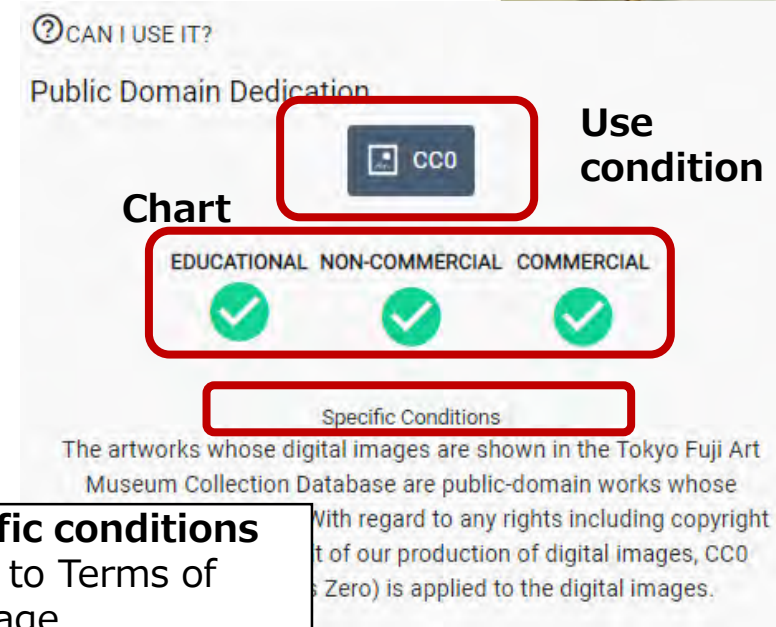 CAN I USE IT?
Public Domain Dedication
CC0
Use
condition
Chart
EDUCATIONAL NON-COMMERCIAL COMMERCIAL
Specific Conditions
The artworks whose digital images are shown in the Tokyo Fuji Art
Museum Collection Database are public-domain works whose
With regard to any rights including copyright
of our production of digital images, CC0
Zero) is applied to the digital images.
conditions
to Terms of